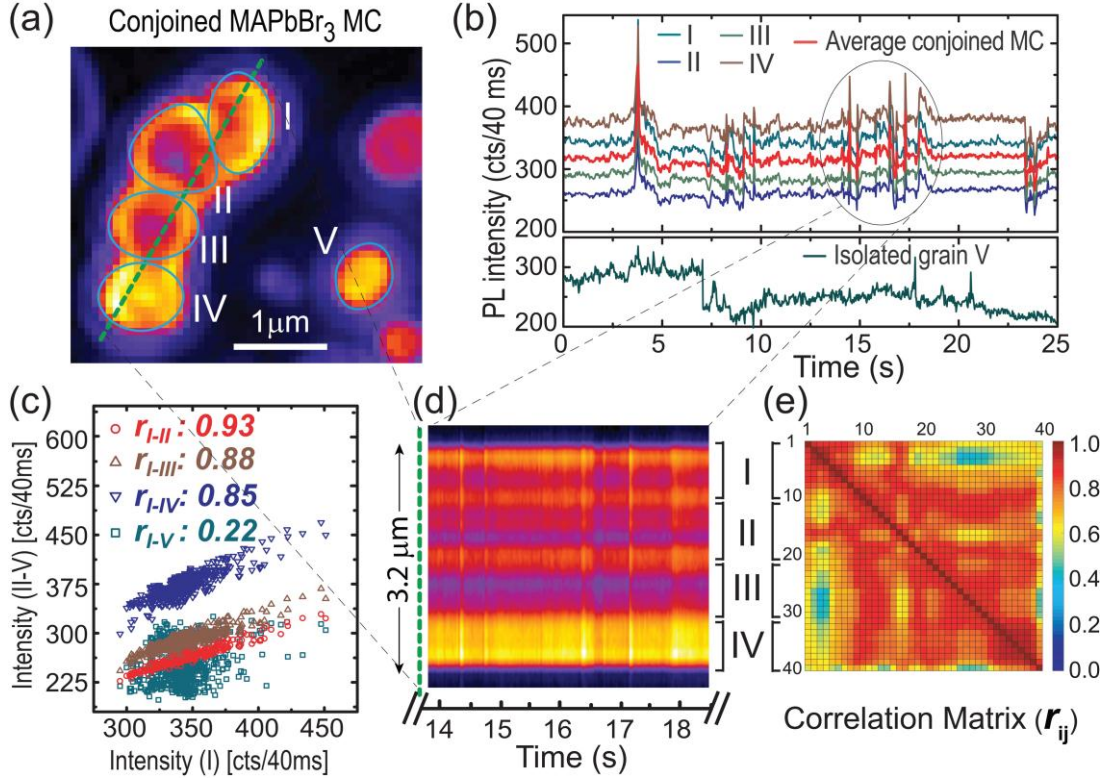 (a)
Conjoined MAPbBr3 MC
I
II
III
IV
V
1μm
(b)
I III Average conjoined MC
II IV
500
400
300
200
Isolated grain V
300
200
PL intensity (cts/40 ms)
0 5 10 15 20 25
Time (s)
(c)
r I-II : 0.93
r I-III : 0.88
r I-IV : 0.85
r I-V : 0.22
600
525
450
375
300
225
Intensity (II-V) [cts/40ms]
300 325 350 375 400 425 450
Intensity (I) [cts/40ms]
(d)
3.2 μm
I
II
III
IV
14 15 16 17 18
Time (s)
(e)
1 10 20 30 40
1
10
20
30
40
1.0
0.8
0.6
0.4
0.2
0.0
Correlation Matrix (rij)